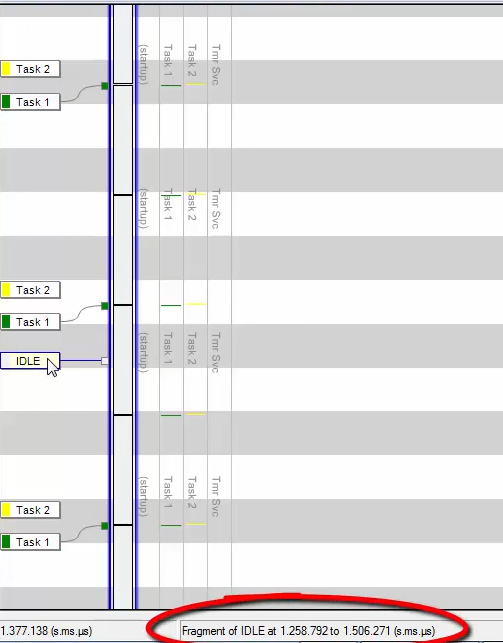 (startup) Task 1 Task 2 Tmr Svc
Task 2
Task 1
(startup) Task 1 Task 2 Tmr Svc
Task 2
Task 1
(startup) Task 1 Task 2 Tmr Svc
IDLE
(startup) Task 1 Task 2 Tmr Svc
Task 2
Task 1
1.377.138 (s.ms.µs)
Fragment of IDLE at 1.258.792 to 1.506.271 (s.ms.µs)